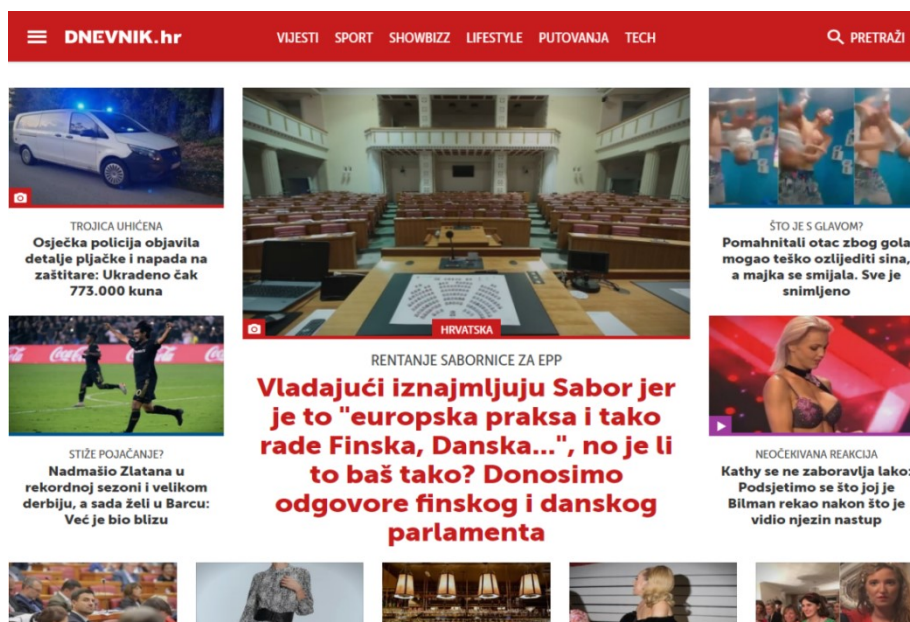 DNEVNIK.hr
VIJESTI SPORT SHOWBIZZ LIFESTYLE PUTOVANJA TECH
PRETRAŽI
TROJICA UHIĆENA
Osječka policija objavila
detalje pljačke i napada na
zaštitare: Ukradeno čak
773.000 kuna
HRVATSKA
RENTANJE SABORNICE ZA EPP
Vladajući iznajmljuju Sabor jer
je to "europska praksa i tako
rade Finska, Danska...", no je li
to baš tako? Donosimo
odgovore finskog i danskog
parlamenta
ŠTO JE S GLAVOM?
Pomahnitali otac zbog gola
mogao teško ozlijediti sina,
a majka se smijala. Sve je
snimljeno
Coca-Cola
STIŽE POJAČANJE?
Nadmašio Zlatana u
rekordnoj sezoni i velikom
derbiju, a sada želi u Barcu:
Već je bio blizu
NEOČEKIVANA REAKCIJA
Kathy se ne zaboravlja lako:
Podsjetimo se što joj je
Bilman rekao nakon što je
vidio njezin nastup